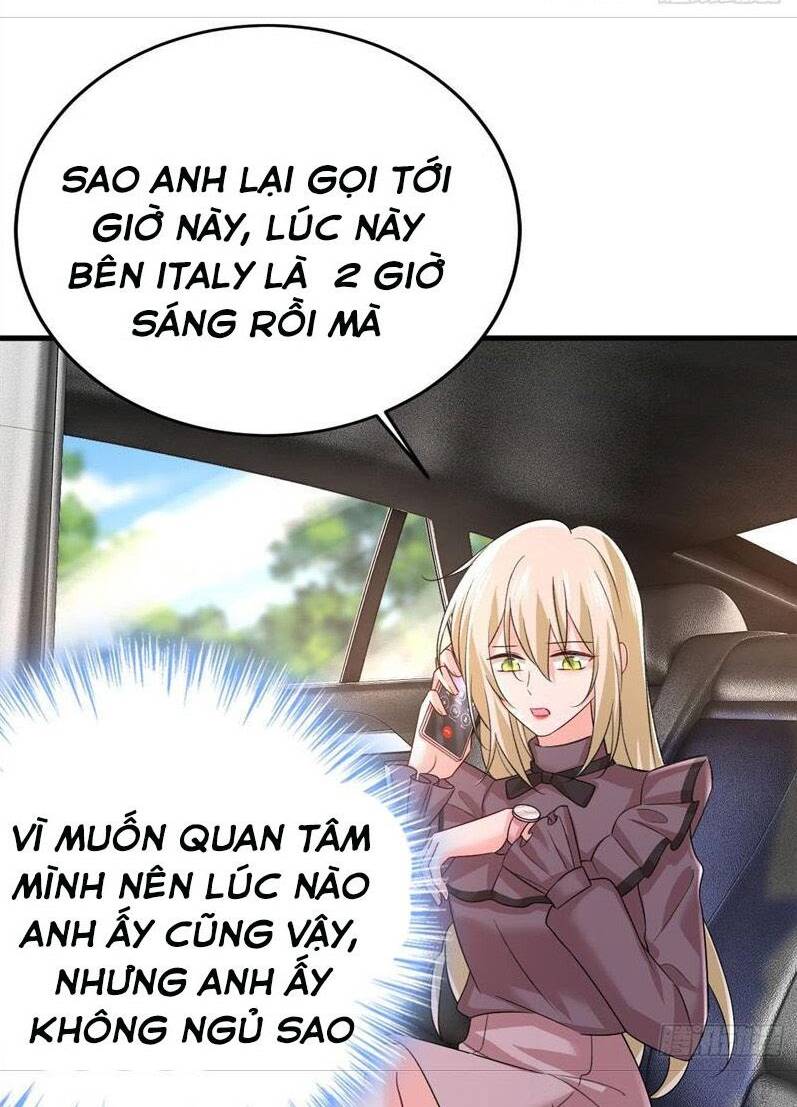 SAO ANH LẠI GỌI TỚI
GIỜ NÀY, LÚC NÀY
BÊN ITALY LÀ 2 GIỜ
SÁNG RỒI MÀ
VÌ MUỐN QUAN TÂM
MÌNH NÊN LÚC NÀO
ANH ẤY CŨNG VẬY,
NHƯNG ANH ẤY
KHÔNG NGỦ SAO